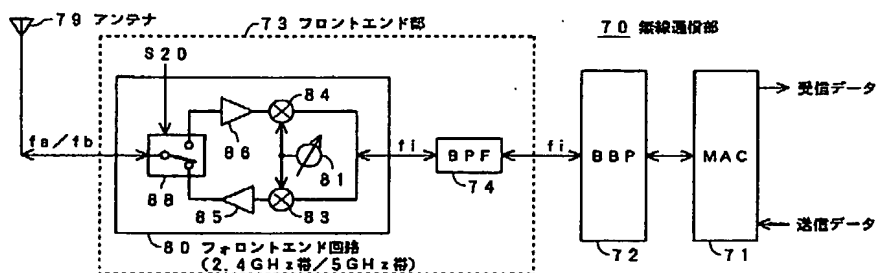 79 アンテナ
73 フロントエンド部
70 無線通信部
S2D
84
86
fa/fb
81
fi
BPF
74
fi
BBP
MAC
受信データ
送信データ
88
85
83
80 フォロントエンド回路
(2.4GHz帯/5GHz帯)
72
71